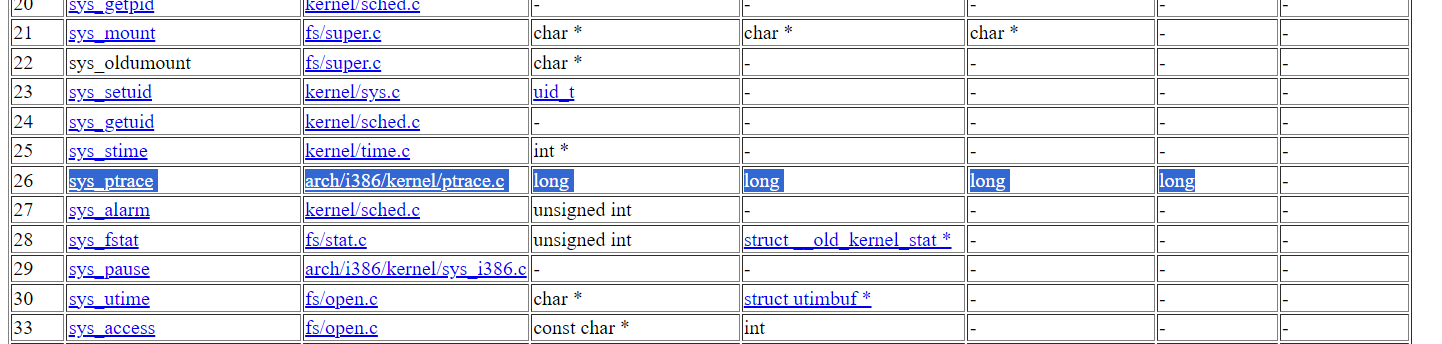 20 sys_getpid kernel/sched.c - - - - -
21 sys_mount fs/super.c char * char * char * - -
22 sys_oldumount fs/super.c char * - - - -
23 sys_setuid kernel/sys.c uid_t - - - -
24 sys_getuid kernel/sched.c - - - - -
25 sys_stime kernel/time.c int * - - - -
26 sys_ptrace arch/i386/kernel/ptrace.c long long long long -
27 sys_alarm kernel/sched.c unsigned int - - - -
28 sys_fstat fs/stat.c unsigned int struct __old_kernel_stat * - - -
29 sys_pause arch/i386/kernel/sys_i386.c - - - - -
30 sys_utime fs/open.c char * struct utimbuf * - - -
33 sys_access fs/open.c const char * int - - -